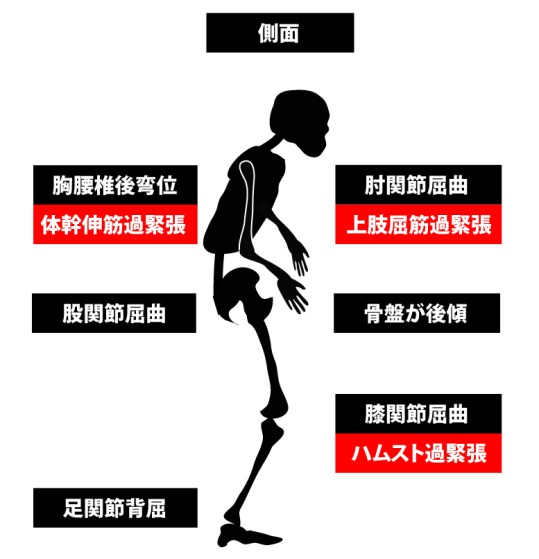 側面
胸腰椎後弯位
体幹伸筋過緊張
肘関節屈曲
上肢屈筋過緊張
股関節屈曲
骨盤が後傾
膝関節屈曲
ハムスト過緊張
足関節背屈